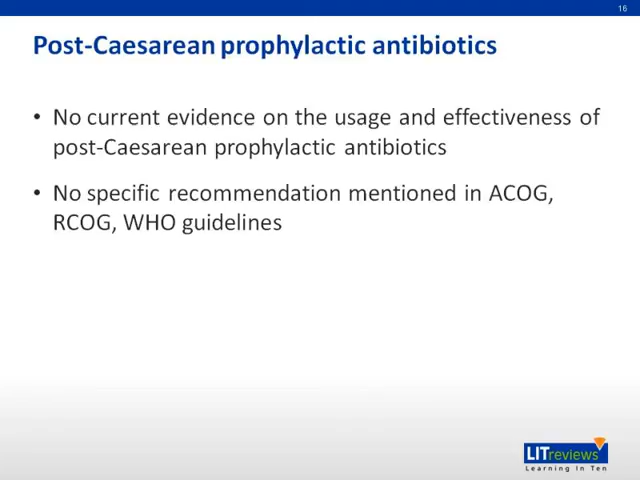 16
Post-Caesarean prophylactic antibiotics
• No current evidence on the usage and effectiveness of
post-Caesarean prophylactic antibiotics
• No specific recommendation mentioned in ACOG,
RCOG, WHO guidelines
LITreviews
Learning In Ten